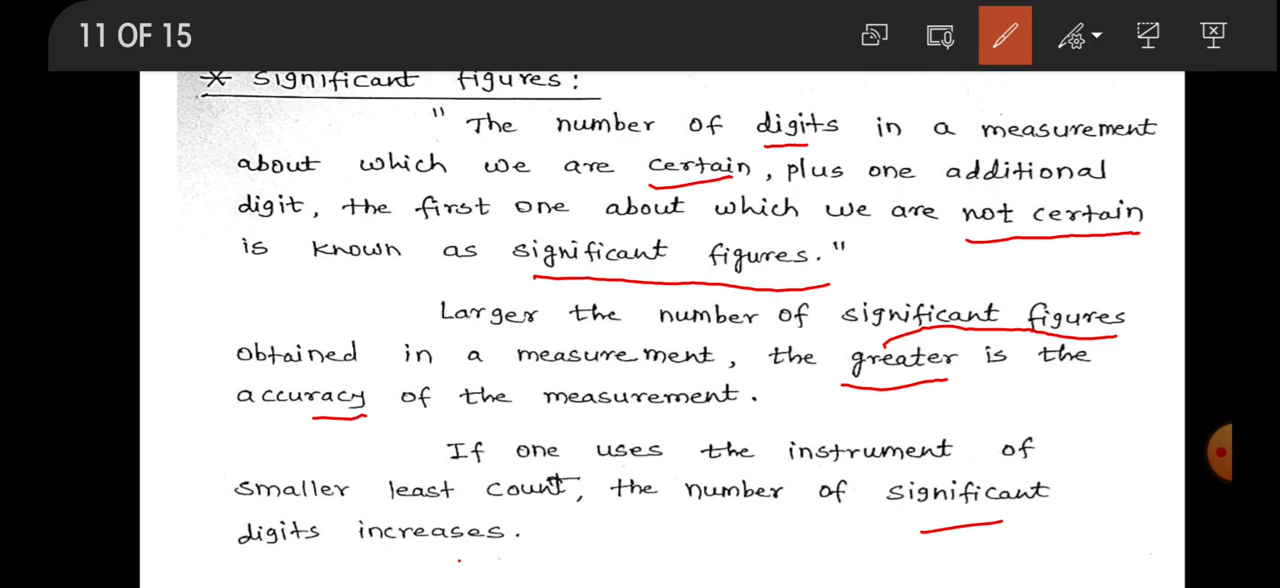 11 OF 15
* Significant figures :
" The number of digits in a measurement
about which we are certain, plus one additional
digit, the first one about which we are not certain
is known as significant figures. "
Larger the number of significant figures
obtained in a measurement, the greater is the
accuracy of the measurement.
If one uses the instrument of
smaller least count, the number of significant
digits increases.